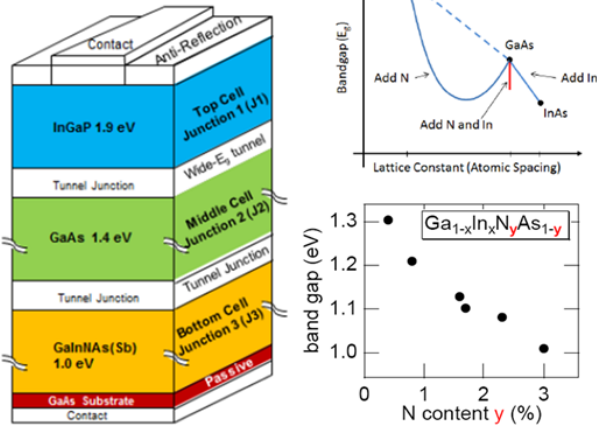 Contact
Anti-Reflection
InGaP 1.9 eV
Top Cell
Junction 1 (J1)
Tunnel Junction
Wide-Eg tunnel
GaAs 1.4 eV
Middle Cell
Junction 2 (J2)
Tunnel Junction
Tunnel Junction
GaInNAs(Sb)
1.0 eV
Bottom Cell
Junction 3 (J3)
GaAs Substrate
Passive
Contact
Bandgap (Eg)
GaAs
Add N
Add In
InAs
Add N and In
Lattice Constant (Atomic Spacing)
Ga1-xInxNyAs1-y
band gap (eV)
1.3
1.2
1.1
1.0
0 1 2 3
N content y (%)